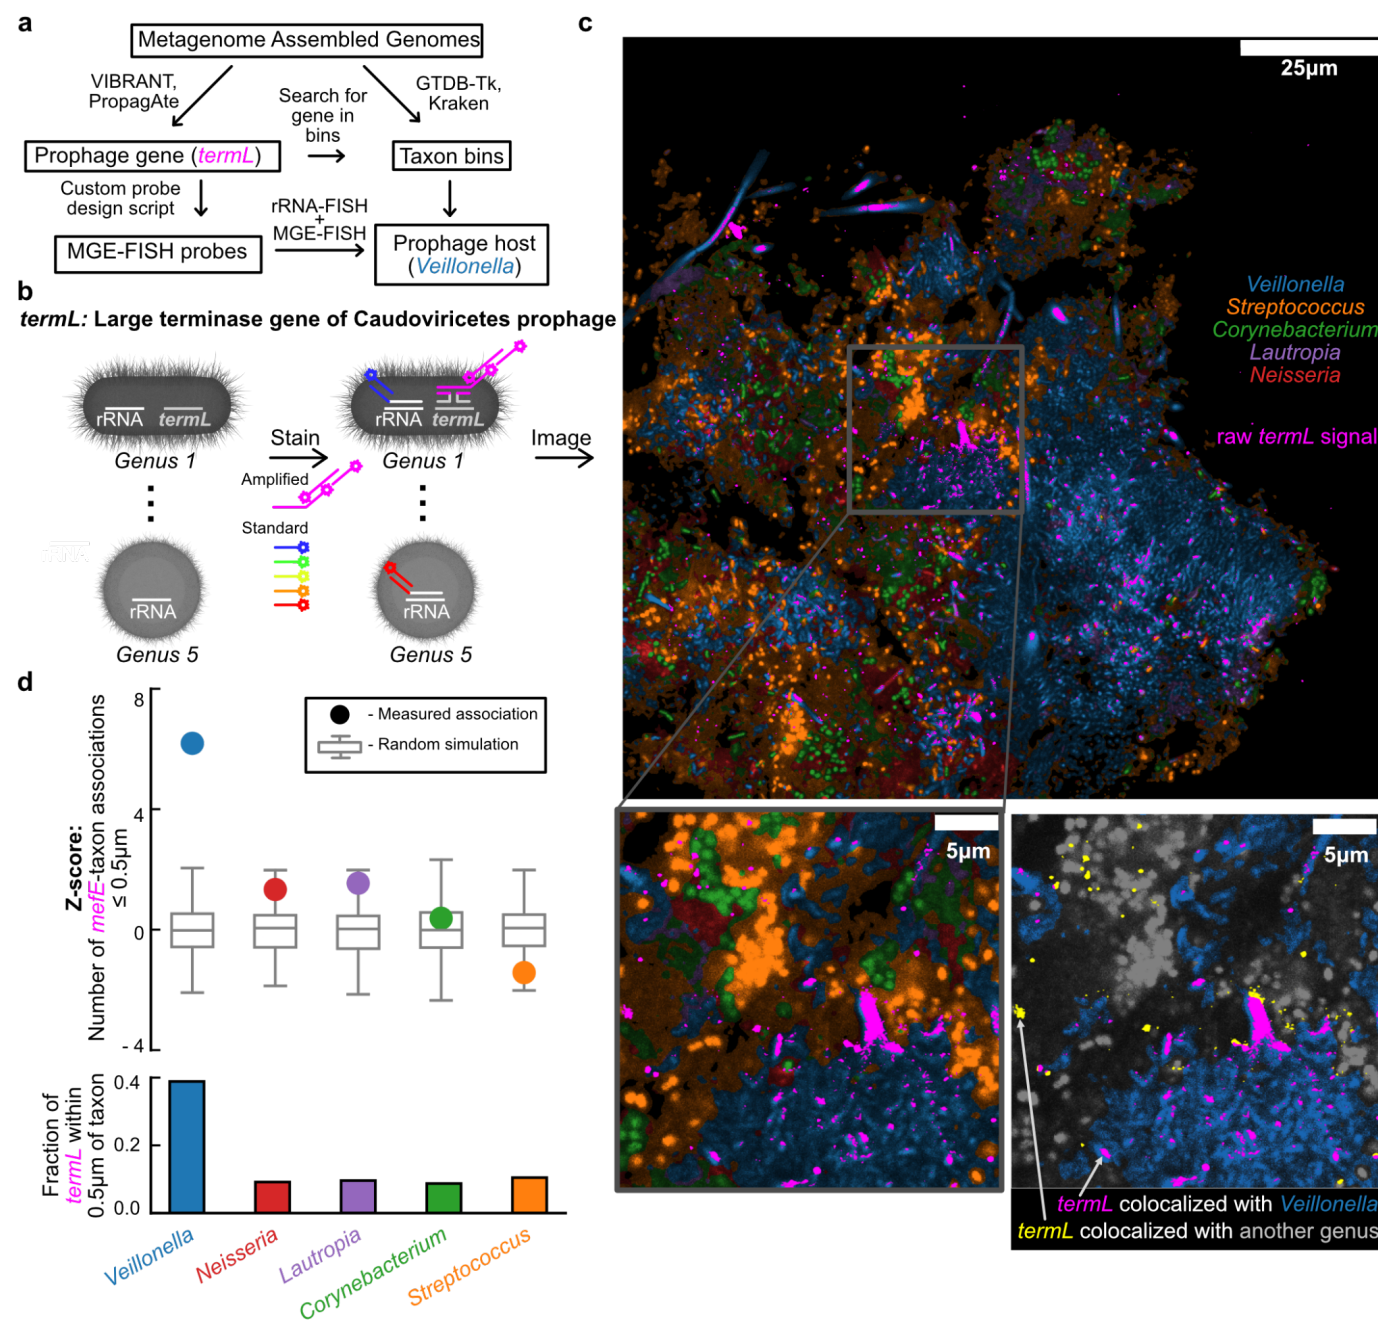 a
Metagenome Assembled Genomes
VIBRANT,
PropagAte
Search for
gene in
bins
GTDB-Tk,
Kraken
Prophage gene (termL)
Taxon bins
Custom probe
design script
rRNA-FISH
+
MGE-FISH
MGE-FISH probes
Prophage host
(Veillonella)
b
termL: Large terminase gene of Caudoviricetes prophage
rRNA termL
Genus 1
Stain
Amplified
Standard
rRNA termL
Genus 1
Image
rRNA
rRNA
Genus 5
rRNA
Genus 5
c
25µm
Veillonella
Streptococcus
Corynebacterium
Lautropia
Neisseria
raw termL signal
5µm
5µm
termL colocalized with Veillonella
termL colocalized with another genus
d
Z-score:
Number of mefE-taxon associations
≤ 0.5µm
8
4
0
- 4
- Measured association
- Random simulation
Fraction of
termL within
0.5µm of taxon
0.4
0.2
0.0
Veillonella
Neisseria
Lautropia
Corynebacterium
Streptococcus